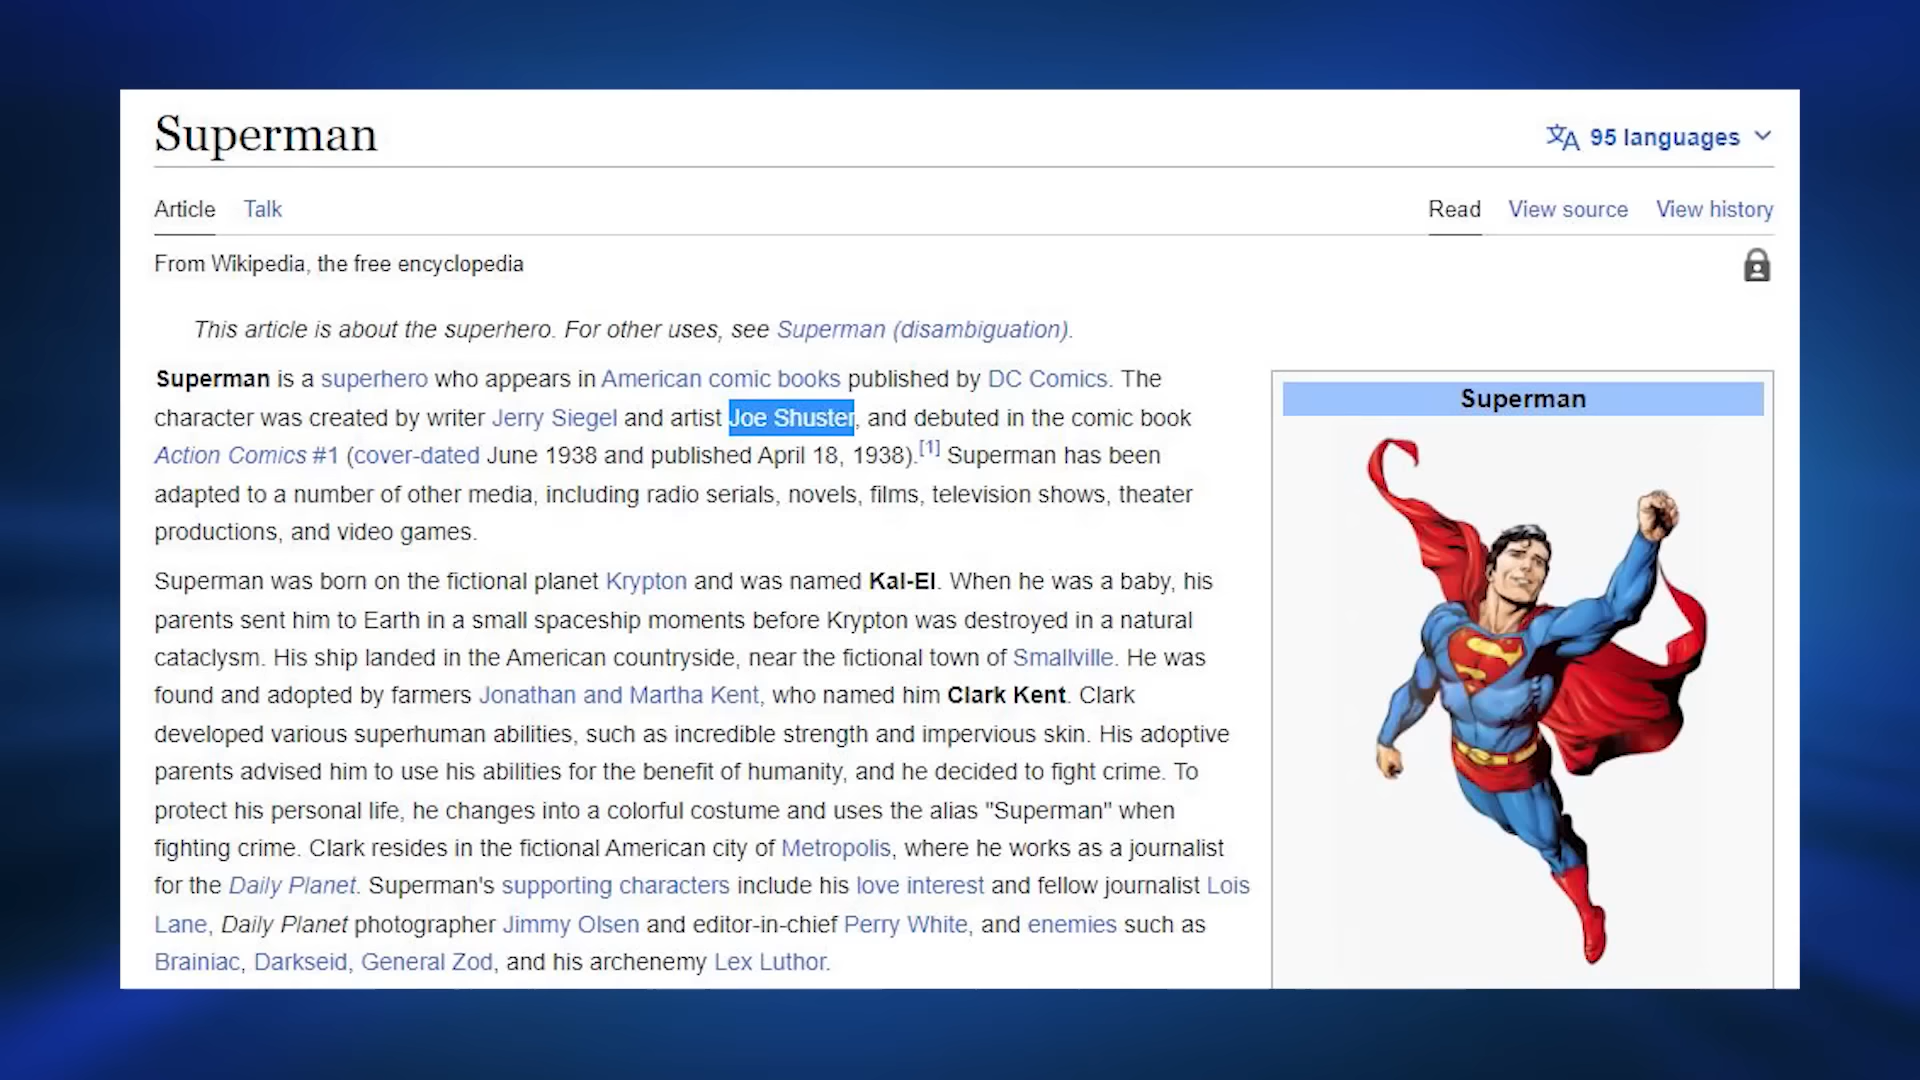 Superman
95 languages
Article Talk
Read View source View history
From Wikipedia, the free encyclopedia
This article is about the superhero. For other uses, see Superman (disambiguation).
Superman is a superhero who appears in American comic books published by DC Comics. The
character was created by writer Jerry Siegel and artist Joe Shuster, and debuted in the comic book
Action Comics #1 (cover-dated June 1938 and published April 18, 1938).[1] Superman has been
adapted to a number of other media, including radio serials, novels, films, television shows, theater
productions, and video games.
Superman was born on the fictional planet Krypton and was named Kal-El. When he was a baby, his
parents sent him to Earth in a small spaceship moments before Krypton was destroyed in a natural
cataclysm. His ship landed in the American countryside, near the fictional town of Smallville. He was
found and adopted by farmers Jonathan and Martha Kent, who named him Clark Kent. Clark
developed various superhuman abilities, such as incredible strength and impervious skin. His adoptive
parents advised him to use his abilities for the benefit of humanity, and he decided to fight crime. To
protect his personal life, he changes into a colorful costume and uses the alias "Superman" when
fighting crime. Clark resides in the fictional American city of Metropolis, where he works as a journalist
for the Daily Planet. Superman's supporting characters include his love interest and fellow journalist Lois
Lane, Daily Planet photographer Jimmy Olsen and editor-in-chief Perry White, and enemies such as
Brainiac, Darkseid, General Zod, and his archenemy Lex Luthor.
Superman